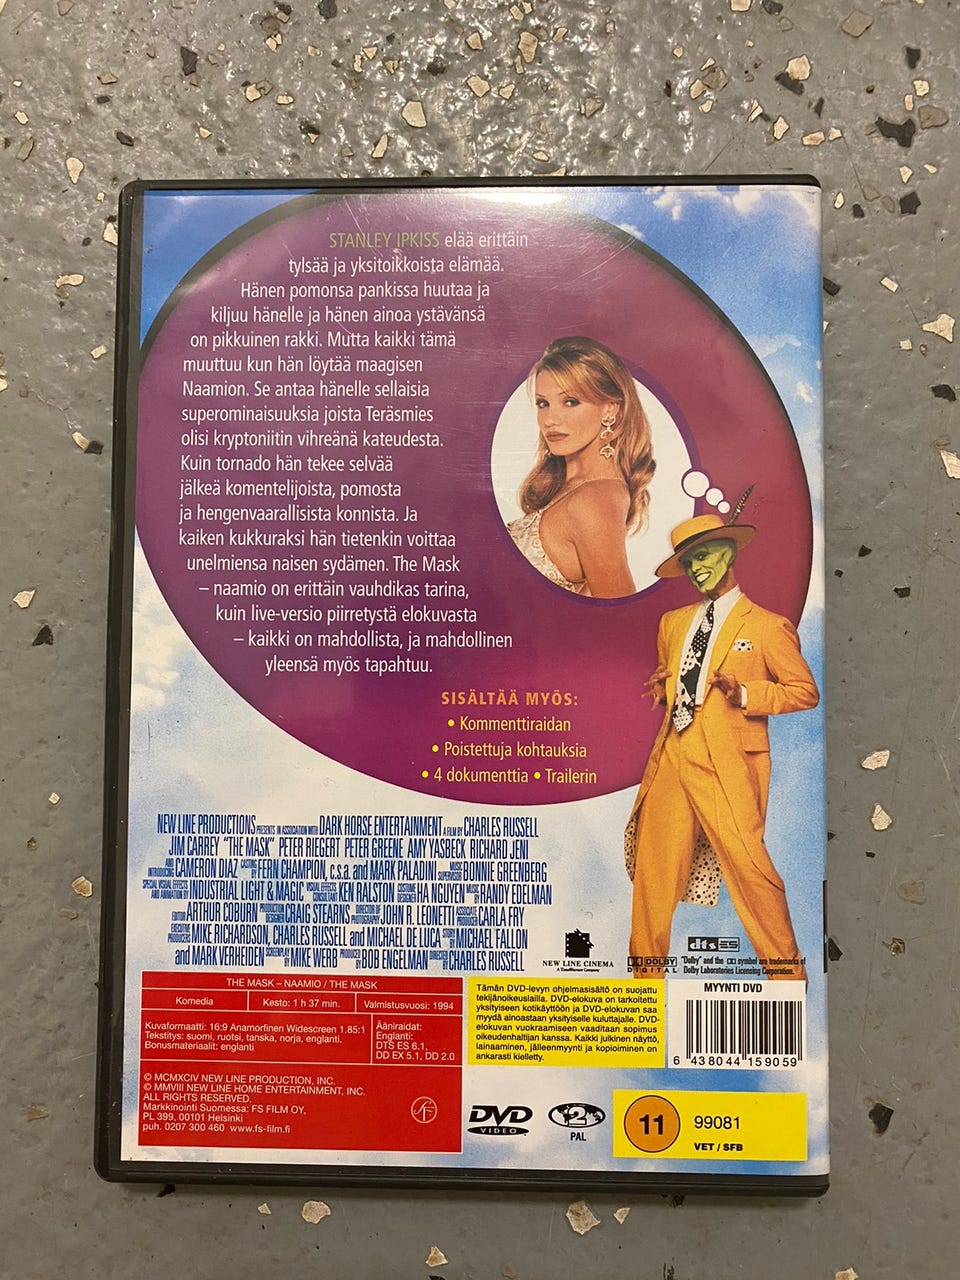 STANLEY IPKISS elää erittäin
tylsää ja yksitoikkoista elämää.
Hänen pomonsa pankissa huutaa ja
kiljuu hänelle ja hänen ainoa ystävänsä
on pikkuinen rakki. Mutta kaikki tämä
muuttuu kun hän löytää maagisen
Naamion. Se antaa hänelle sellaisia
superominaisuuksia joista Teräsmies
olisi kryptoniitin vihreänä kateudesta.
Kuin tornado hän tekee selvää
jälkeä komentelijoista, pomosta
ja hengenvaarallisista konnista. Ja
kaiken kukkuraksi hän tietenkin voittaa
unelmiensa naisen sydämen. The Mask
– naamio on erittäin vauhdikas tarina,
kuin live-versio piirretystä elokuvasta
– kaikki on mahdollista, ja mahdollinen
yleensä myös tapahtuu.
SISÄLTÄÄ MYÖS:
• Kommenttiraidan
• Poistettuja kohtauksia
• 4 dokumenttia • Trailerin
NEW LINE PRODUCTIONS PRESENTS IN ASSOCIATION WITH DARK HORSE ENTERTAINMENT A FILM BY CHARLES RUSSELL
JIM CARREY "THE MASK" PETER RIEGERT PETER GREENE AMY YASBECK RICHARD JENI
AND INTRODUCING CAMERON DIAZ CASTING BY FERN CHAMPION, c.s.a. and MARK PALADINI MUSIC SUPERVISOR BONNIE GREENBERG
SPECIAL VISUAL EFFECTS AND ANIMATION BY INDUSTRIAL LIGHT & MAGIC VISUAL EFFECTS CONSULTANT KEN RALSTON COSTUME DESIGNER HA NGUYEN MUSIC BY RANDY EDELMAN
EDITOR ARTHUR COBURN PRODUCTION DESIGNER CRAIG STEARNS DIRECTOR OF PHOTOGRAPHY JOHN R. LEONETTI ASSOCIATE PRODUCER CARLA FRY
EXECUTIVE PRODUCERS MIKE RICHARDSON, CHARLES RUSSELL and MICHAEL DE LUCA STORY BY MICHAEL FALLON
and MARK VERHEIDEN SCREENPLAY BY MIKE WERB PRODUCED BY BOB ENGELMAN DIRECTED BY CHARLES RUSSELL
NEW LINE CINEMA
A TimeWarner Company
DOLBY
DIGITAL
dts ES
"Dolby" and the symbol are trademarks of
Dolby Laboratories Licensing Corporation.
THE MASK – NAAMIO / THE MASK
Komedia
Kesto: 1 h 37 min.
Valmistusvuosi: 1994
Kuvaformaatti: 16:9 Anamorfinen Widescreen 1.85:1
Tekstitys: suomi, ruotsi, tanska, norja, englanti.
Bonusmateriaalit: englanti
Ääniraidat:
Englanti:
DTS ES 6.1,
DD EX 5.1, DD 2.0
© MCMXCIV NEW LINE PRODUCTION, INC.
© MMVIII NEW LINE HOME ENTERTAINMENT, INC.
ALL RIGHTS RESERVED.
Markkinointi Suomessa: FS FILM OY,
PL 399, 00101 Helsinki
puh. 0207 300 460 www.fs-film.fi
SF
Tämän DVD-levyn ohjelmasisältö on suojattu
tekijänoikeuslailla. DVD-elokuva on tarkoitettu
yksityiseen kotikäyttöön ja DVD-elokuvan saa
myydä ainoastaan yksityiselle kuluttajalle. DVD-
elokuvan vuokraamiseen vaaditaan sopimus
oikeudenhaltijan kanssa. Kaikki julkinen näyttö,
lainaaminen, jälleenmyynti ja kopioiminen on
ankarasti kielletty.
MYYNTI DVD
6 438044 159059
DVD
VIDEO
2
PAL
11
99081
VET / SFB